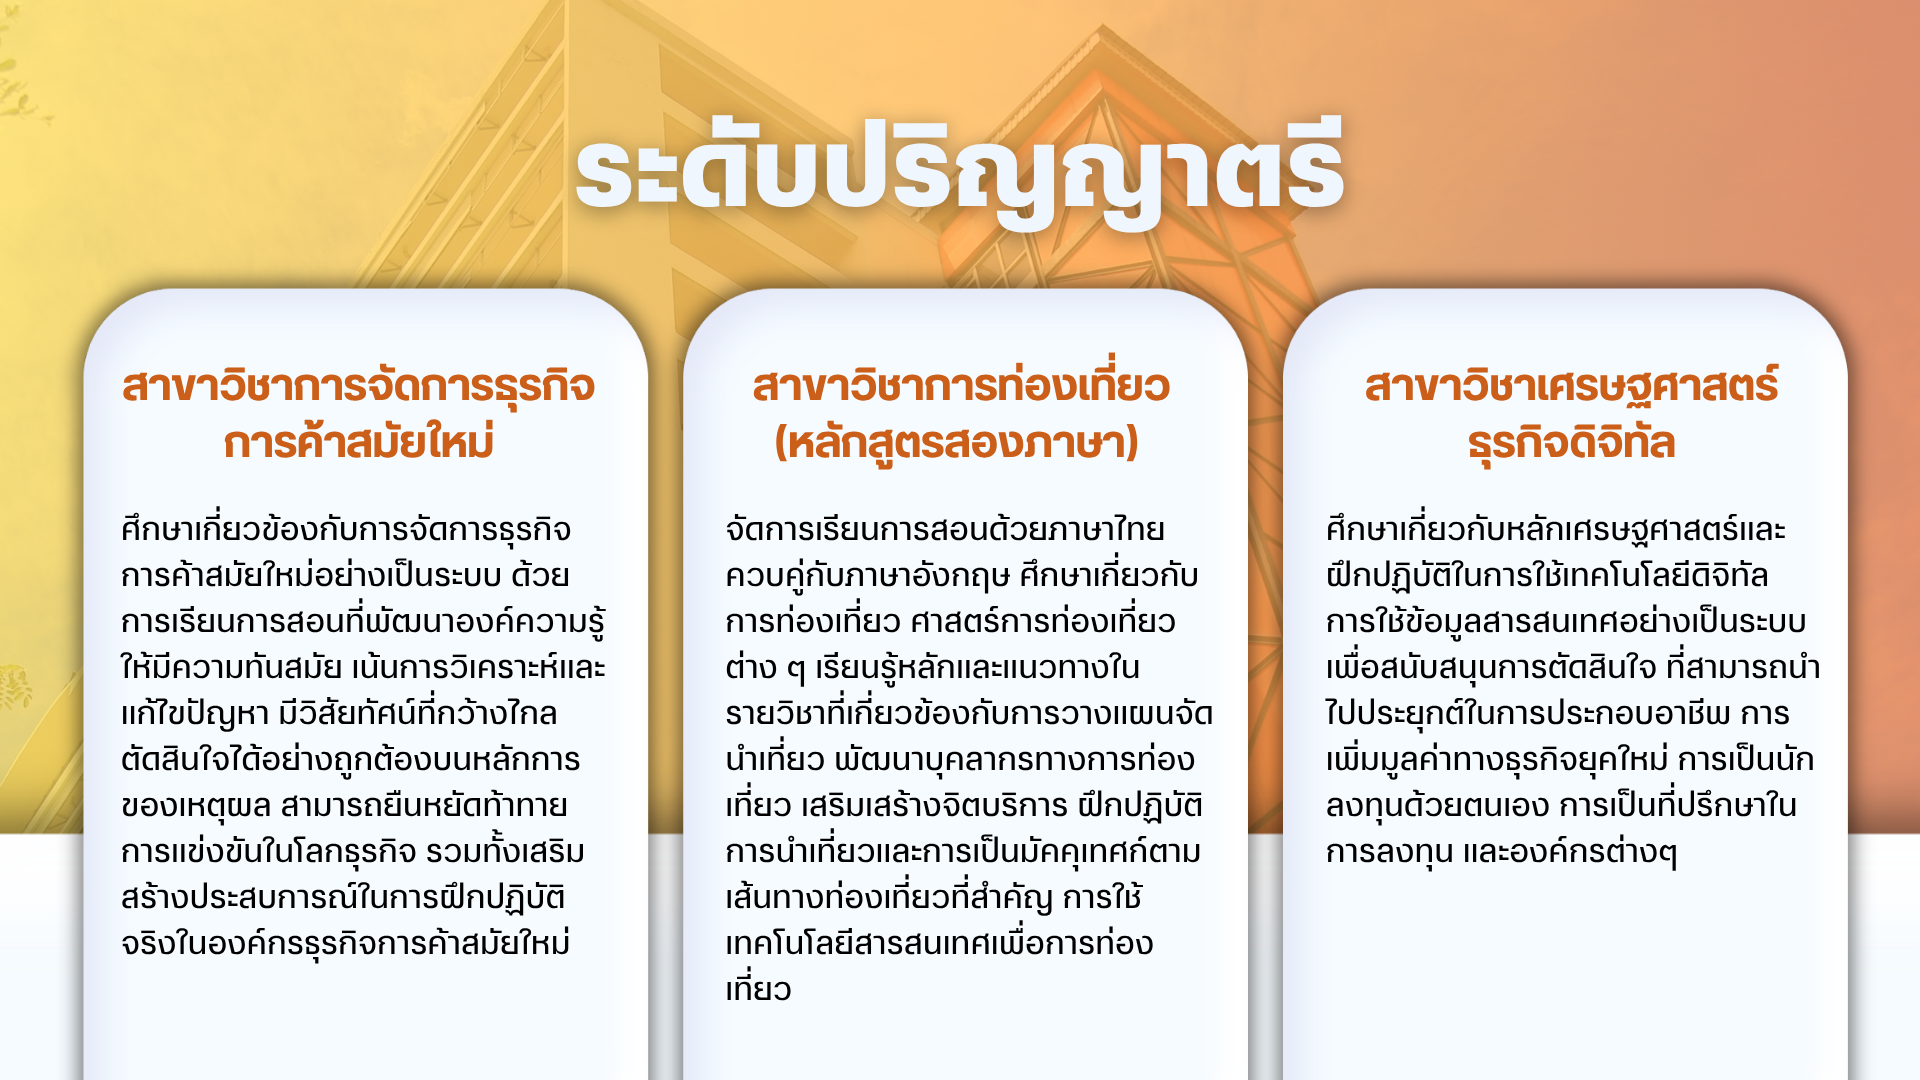 ระดับปริญญาตรี
สาขาวิชาการจัดการธุรกิจ
การค้าสมัยใหม่
ศึกษาเกี่ยวข้องกับการจัดการธุรกิจ
การค้าสมัยใหม่อย่างเป็นระบบ ด้วย
การเรียนการสอนที่พัฒนาองค์ความรู้
ให้มีความทันสมัย เน้นการวิเคราะห์และ
แก้ไขปัญหา มีวิสัยทัศน์ที่กว้างไกล
ตัดสินใจได้อย่างถูกต้องบนหลักการ
ของเหตุผล สามารถยืนหยัดท้าทาย
การแข่งขันในโลกธุรกิจ รวมทั้งเสริม
สร้างประสบการณ์ในการฝึกปฏิบัติ
จริงในองค์กรธุรกิจการค้าสมัยใหม่
สาขาวิชาการท่องเที่ยว
(หลักสูตรสองภาษา)
จัดการเรียนการสอนด้วยภาษาไทย
ควบคู่กับภาษาอังกฤษ ศึกษาเกี่ยวกับ
การท่องเที่ยว ศาสตร์การท่องเที่ยว
ต่าง ๆ เรียนรู้หลักและแนวทางใน
รายวิชาที่เกี่ยวข้องกับการวางแผนจัด
นำเที่ยว พัฒนาบุคลากรทางการท่อง
เที่ยว เสริมเสร้างจิตบริการ ฝึกปฏิบัติ
การนำเที่ยวและการเป็นมัคคุเทศก์ตาม
เส้นทางท่องเที่ยวที่สำคัญ การใช้
เทคโนโลยีสารสนเทศเพื่อการท่อง
เที่ยว
สาขาวิชาเศรษฐศาสตร์
ธุรกิจดิจิทัล
ศึกษาเกี่ยวกับหลักเศรษฐศาสตร์และ
ฝึกปฏิบัติในการใช้เทคโนโลยีดิจิทัล
การใช้ข้อมูลสารสนเทศอย่างเป็นระบบ
เพื่อสนับสนุนการตัดสินใจ ที่สามารถนำ
ไปประยุกต์ในการประกอบอาชีพ การ
เพิ่มมูลค่าทางธุรกิจยุคใหม่ การเป็นนัก
ลงทุนด้วยตนเอง การเป็นที่ปรึกษาใน
การลงทุน และองค์กรต่างๆ